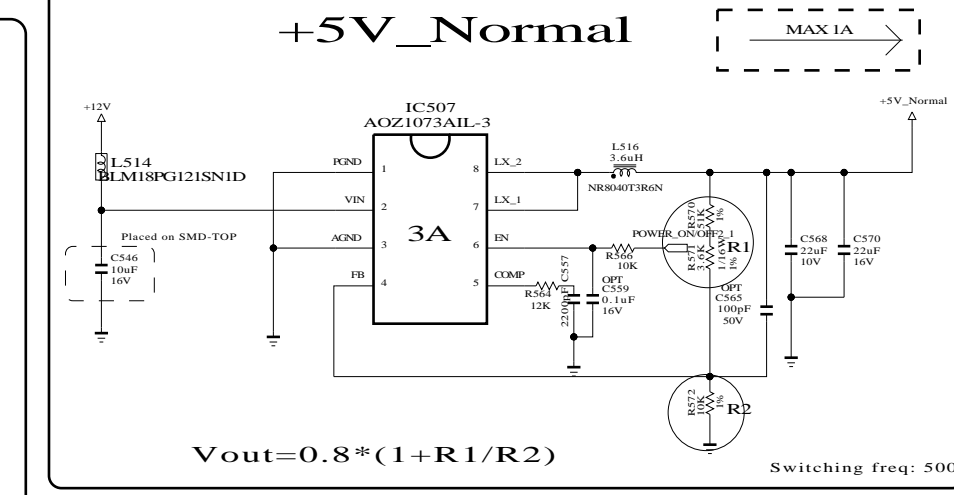 +5V_Normal
MAX 1A
+12V
+5V_Normal
IC507
AOZ1073AIL-3
L514
BLM18PG121SN1D
L516
3.6uH
NR8040T3R6N
PGND
1
8
LX_2
VIN
2
7
LX_1
AGND
3
6
EN
FB
4
5
COMP
3A
Placed on SMD-TOP
C546
10uF
16V
POWER_ON/OFF2_1
R566
10K
R564
12K
C557
2200pF
OPT
C559
0.1uF
16V
R570
51K
1%
R571
3.6K
1/16W
1%
R1
OPT
C565
100pF
50V
C568
22uF
10V
C570
22uF
16V
R572
10K
1%
R2
Vout=0.8*(1+R1/R2)
Switching freq: 500